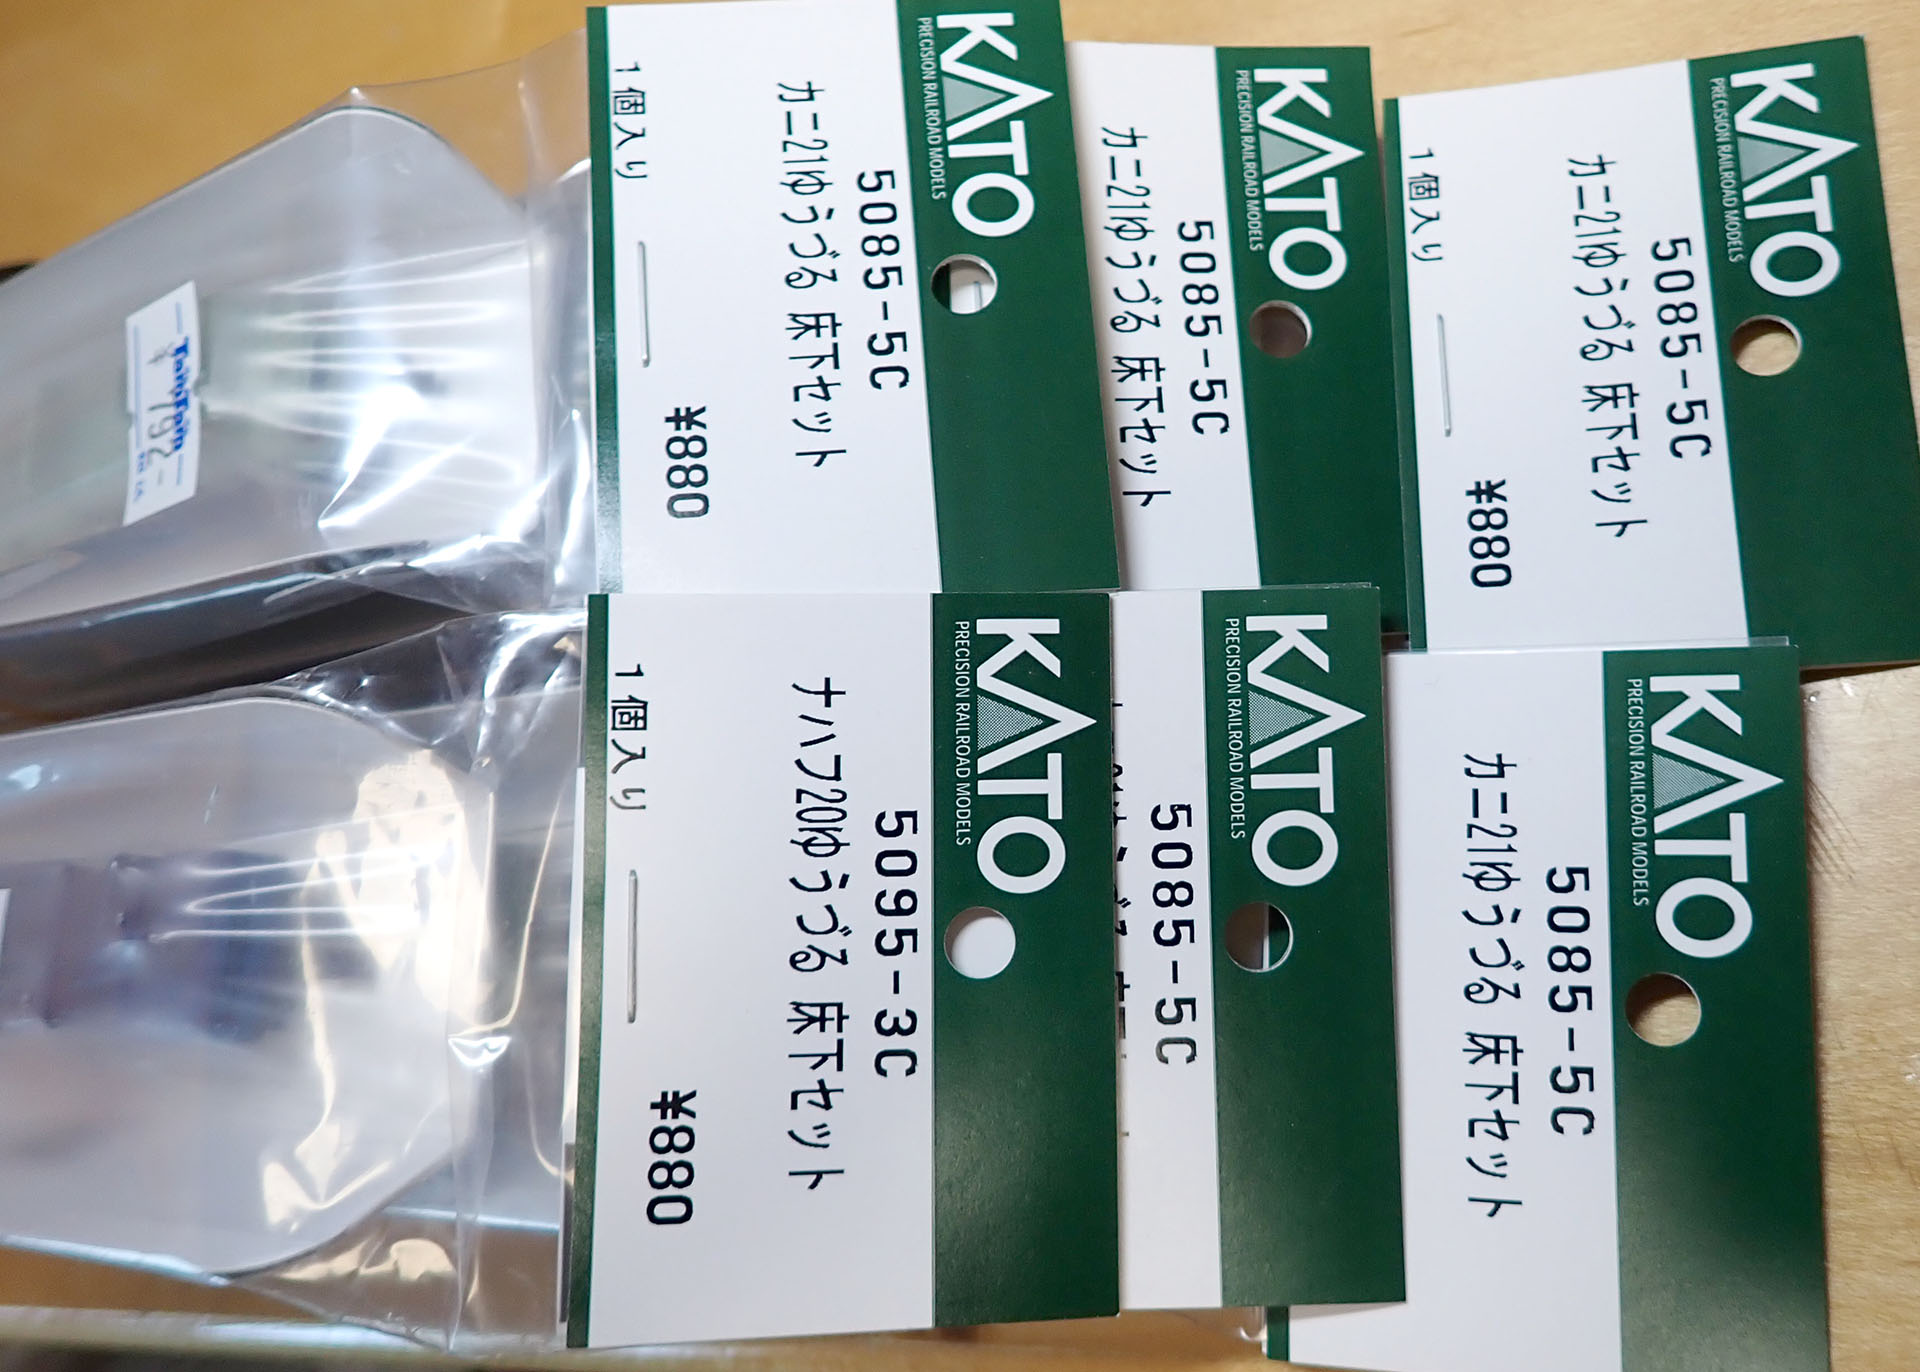 KATO
PRECISION RAILROAD MODELS
5085-5C
カニ21ゆうづる 床下セット
¥880
1個入り
KATO
PRECISION RAILROAD MODELS
5085-5C
カニ21ゆうづる 床下セット
KATO
PRECISION RAILROAD MODELS
5085-5C
カニ21ゆうづる 床下セット
¥880
1個入り
TamTam
¥ 792-
KATO
PRECISION RAILROAD MODELS
5085-5C
カニ21ゆうづる 床下セット
KATO
PRECISION RAILROAD MODELS
5085-5C
KATO
PRECISION RAILROAD MODELS
5095-3C
ナハフ20ゆうづる 床下セット
¥880
1個入り